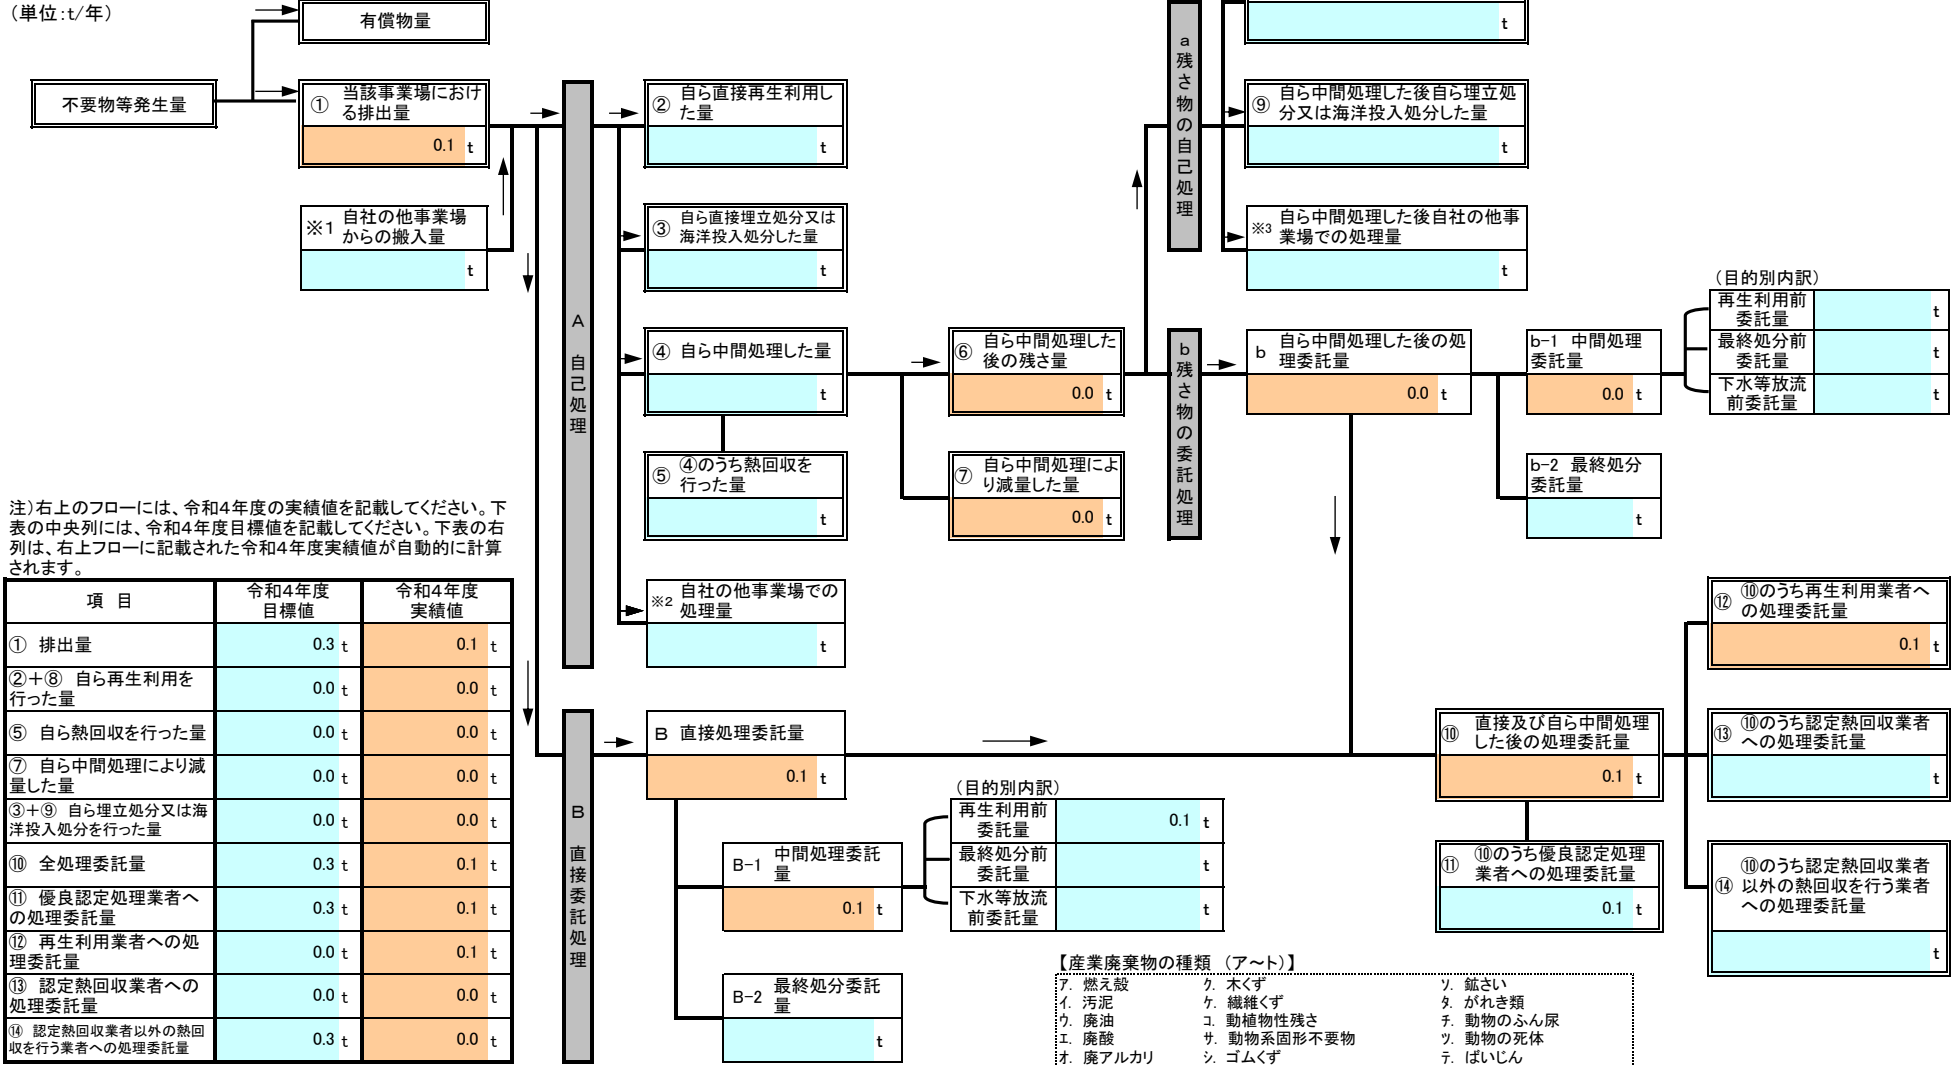 （単位：t/年）
有償物量
不要物等発生量
① 当該事業場におけ
る排出量
0.1 t
※1 自社の他事業場
からの搬入量
t
A 自己処理
② 自ら直接再生利用し
た量
t
③ 自ら直接埋立処分又は
海洋投入処分した量
t
④ 自ら中間処理した量
t
⑤ ④のうち熱回収を
行った量
t
※2 自社の他事業場での
処理量
t
⑥ 自ら中間処理した
後の残さ量
0.0 t
⑦ 自ら中間処理によ
り減量した量
0.0 t
a 残さ物の自己処理
t
⑨ 自ら中間処理した後自ら埋立処
分又は海洋投入処分した量
t
※3 自ら中間処理した後自社の他事
業場での処理量
t
b 残さ物の委託処理
b 自ら中間処理した後の処
理委託量
0.0 t
b-1 中間処理
委託量
0.0 t
b-2 最終処分
委託量
t
（目的別内訳）
再生利用前
委託量
t
最終処分前
委託量
t
下水等放流
前委託量
t
注）右上のフローには、令和4年度の実績値を記載してください。下
表の中央列には、令和4年度目標値を記載してください。下表の右
列は、右上フローに記載された令和4年度実績値が自動的に計算
されます。
項 目
令和4年度
目標値
令和4年度
実績値
① 排出量 0.3 t 0.1 t
②＋⑧ 自ら再生利用を
行った量 0.0 t 0.0 t
⑤ 自ら熱回収を行った量 0.0 t 0.0 t
⑦ 自ら中間処理により減
量した量 0.0 t 0.0 t
③＋⑨ 自ら埋立処分又は海
洋投入処分を行った量 0.0 t 0.0 t
⑩ 全処理委託量 0.3 t 0.1 t
⑪ 優良認定処理業者へ
の処理委託量 0.3 t 0.1 t
⑫ 再生利用業者への処
理委託量 0.0 t 0.1 t
⑬ 認定熱回収業者への
処理委託量 0.0 t 0.0 t
⑭ 認定熱回収業者以外の熱回
収を行う業者への処理委託量 0.3 t 0.0 t
B 直接委託処理
B 直接処理委託量
0.1 t
B-1 中間処理委託
量
0.1 t
B-2 最終処分委託
量
t
（目的別内訳）
再生利用前
委託量
0.1 t
最終処分前
委託量
t
下水等放流
前委託量
t
⑩ 直接及び自ら中間処理
した後の処理委託量
0.1 t
⑪ ⑩のうち優良認定処理
業者への処理委託量
0.1 t
⑫ ⑩のうち再生利用業者へ
の処理委託量
0.1 t
⑬ ⑩のうち認定熱回収業者
への処理委託量
t
⑭ ⑩のうち認定熱回収業者
以外の熱回収を行う業者
への処理委託量
t
【産業廃棄物の種類 （ア～ト）】
ｱ. 燃え殻 ｸ. 木くず ｿ. 鉱さい
ｲ. 汚泥 ｹ. 繊維くず ﾀ. がれき類
ｳ. 廃油 ｺ. 動植物性残さ ﾁ. 動物のふん尿
ｴ. 廃酸 ｻ. 動物系固形不要物 ﾂ. 動物の死体
ｵ. 廃アルカリ ｼ. ゴムくず ﾃ. ばいじん